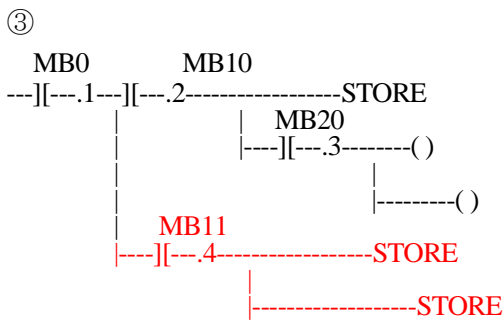 ③
MB0 MB10
---][---.1---][---.2------------------STORE
| | MB20
| |----][---.3--------( )
| |
| |---------( )
| MB11
|----][---.4------------------STORE
|
|-------------------STORE